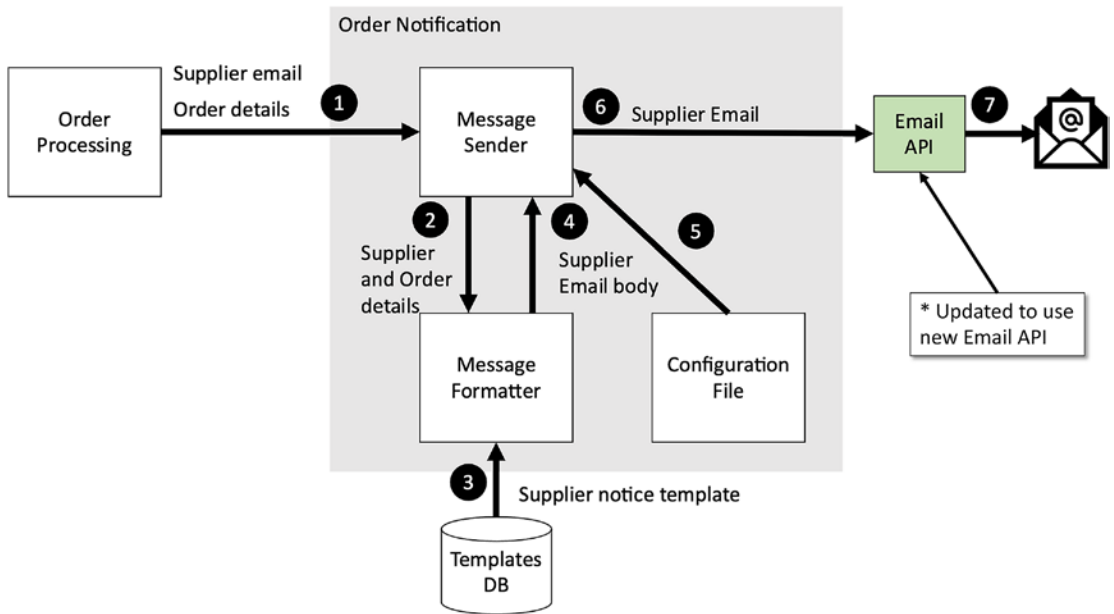 Order Notification
Supplier email
Order details
1
Order
Processing
Message
Sender
6
Supplier Email
Email
API
7
@
2
Supplier
and Order
details
4
Supplier
Email body
5
* Updated to use
new Email API
Message
Formatter
Configuration
File
3
Supplier notice template
Templates
DB